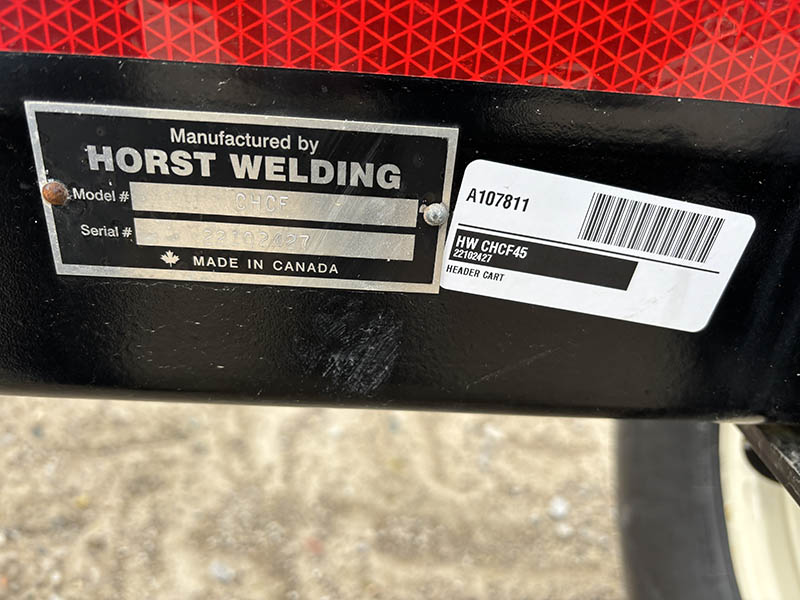 Manufactured by
HORST WELDING
Model # CHCF
Serial # 22102427
MADE IN CANADA
A107811
HW CHCF45
22102427
HEADER CART